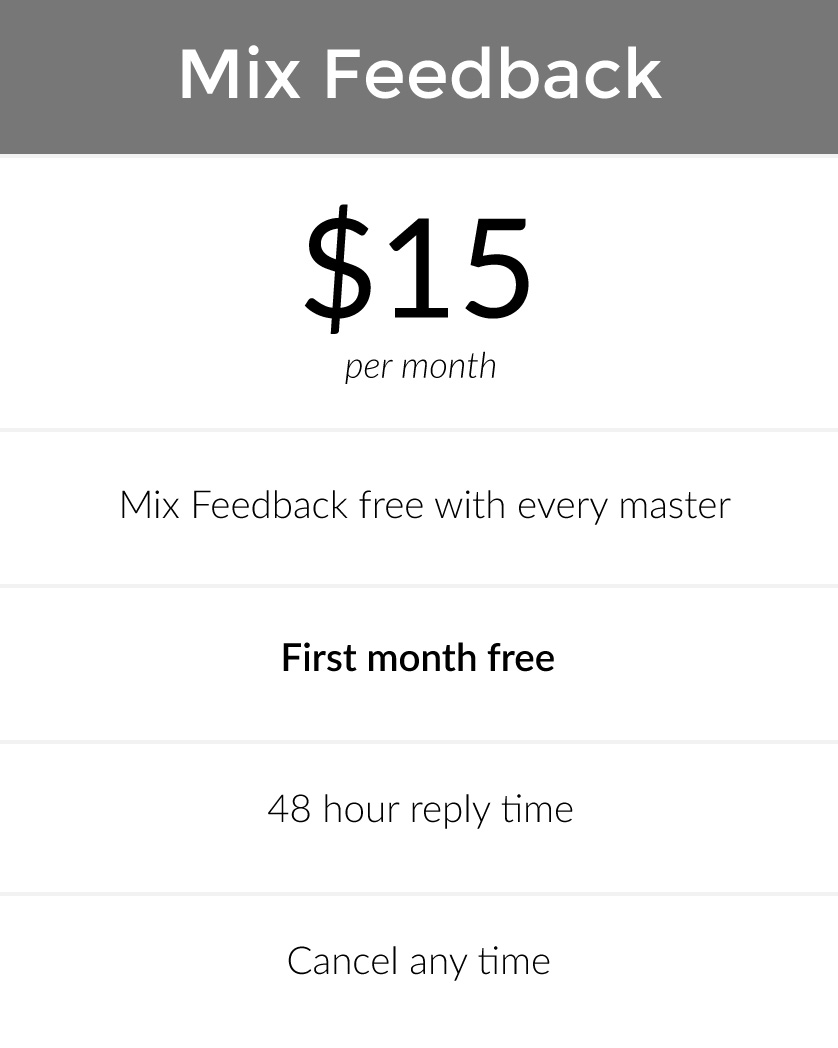 Mix Feedback
$15
per month
Mix Feedback free with every master
First month free
48 hour reply time
Cancel any time